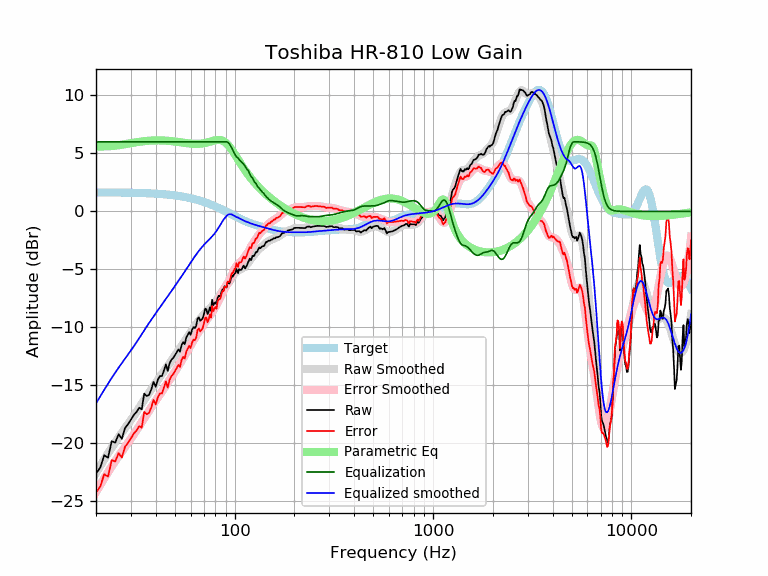 Toshiba HR-810 Low Gain
Amplitude (dBr)
10
5
0
−5
−10
−15
−20
−25
Target
Raw Smoothed
Error Smoothed
Raw
Error
Parametric Eq
Equalization
Equalized smoothed
100
1000
10000
Frequency (Hz)